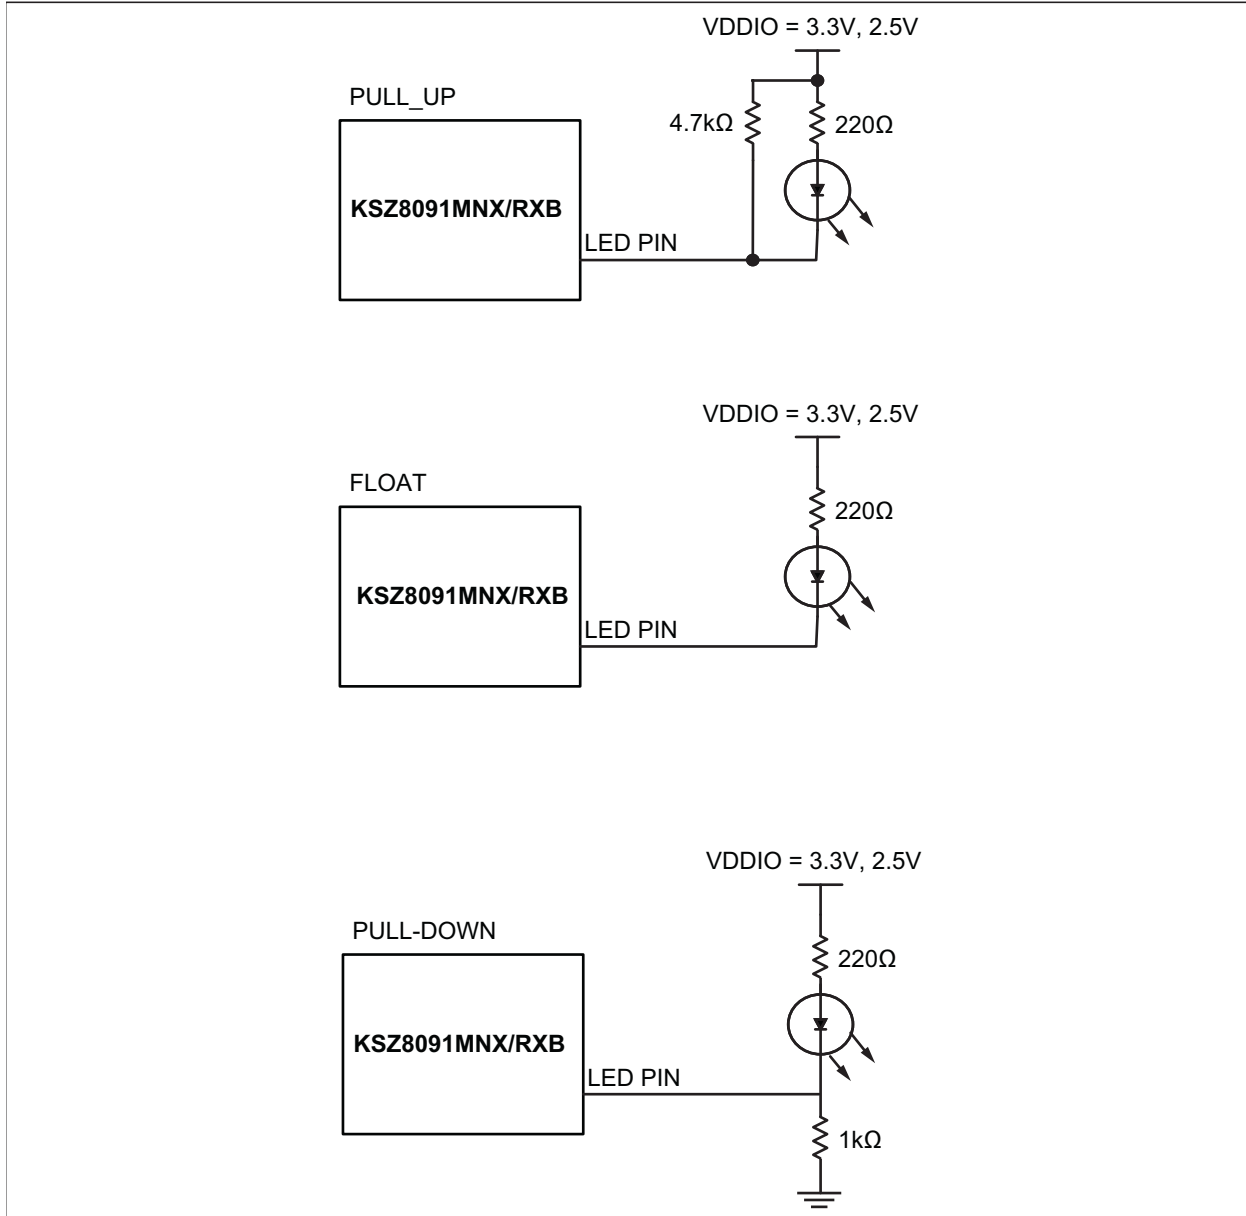 VDDIO = 3.3V, 2.5V
PULL_UP
4.7kΩ 220Ω
KSZ8091MNX/RXB
LED PIN
VDDIO = 3.3V, 2.5V
FLOAT
220Ω
KSZ8091MNX/RXB
LED PIN
VDDIO = 3.3V, 2.5V
PULL-DOWN
220Ω
KSZ8091MNX/RXB
LED PIN
1kΩ